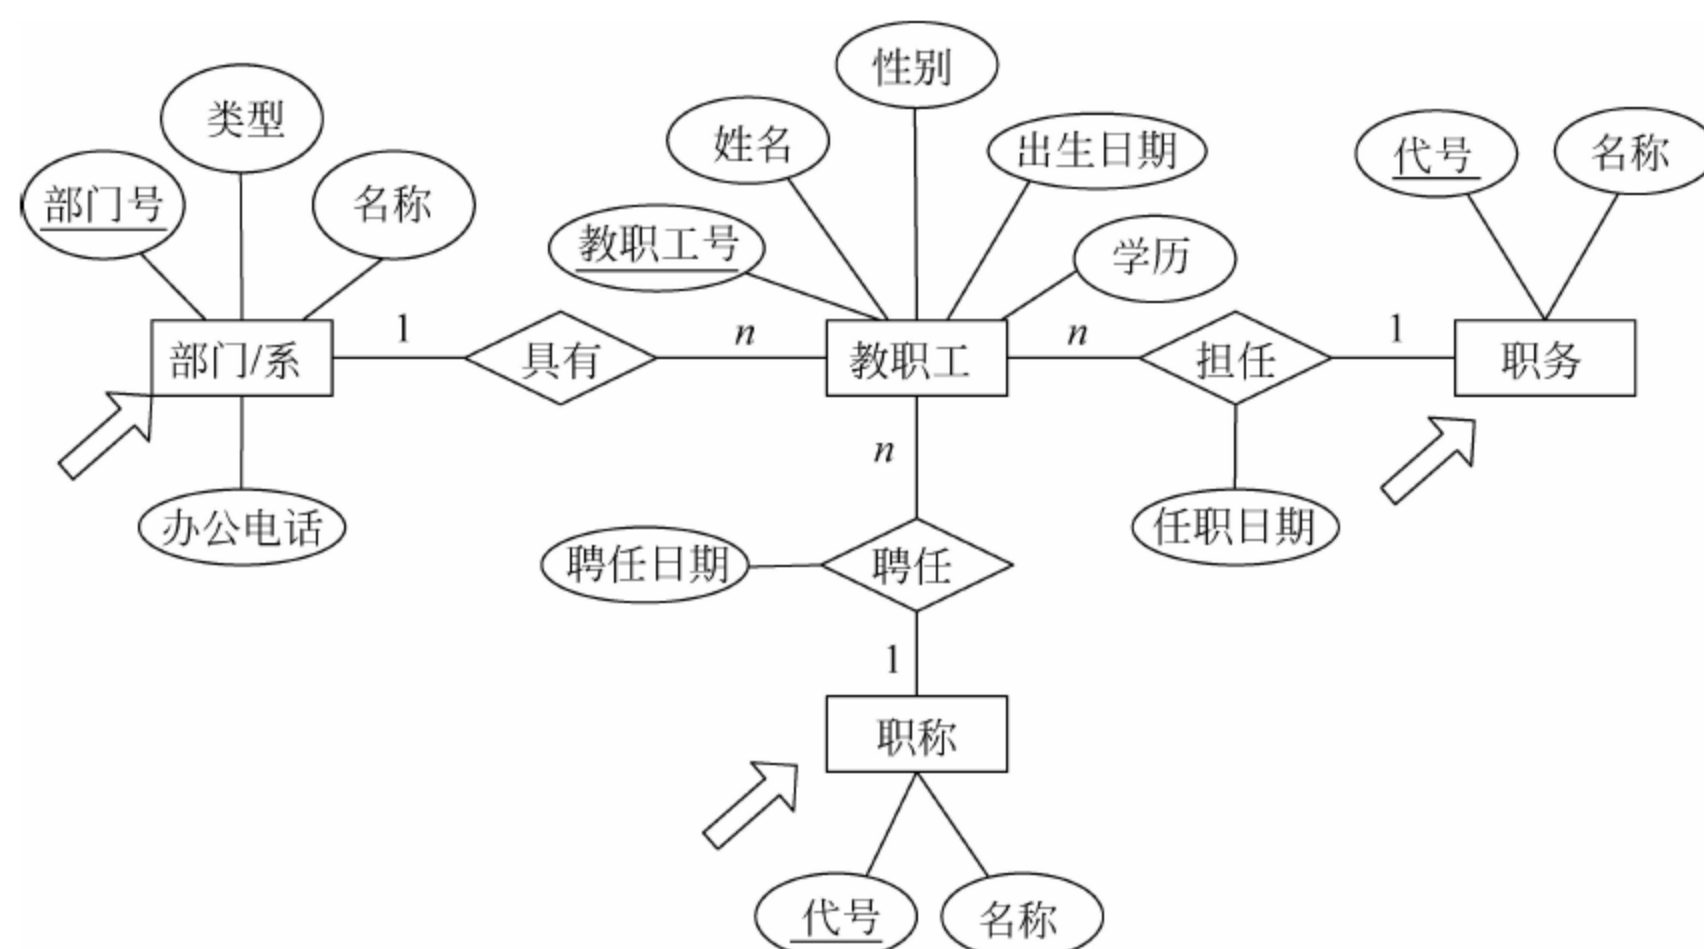 性别
类型
姓名
出生日期
代号
名称
部门号
名称
教职工号
学历
部门/系
1
具有
n
教职工
n
担任
1
职务
n
办公电话
任职日期
聘任日期
聘任
1
职称
代号
名称